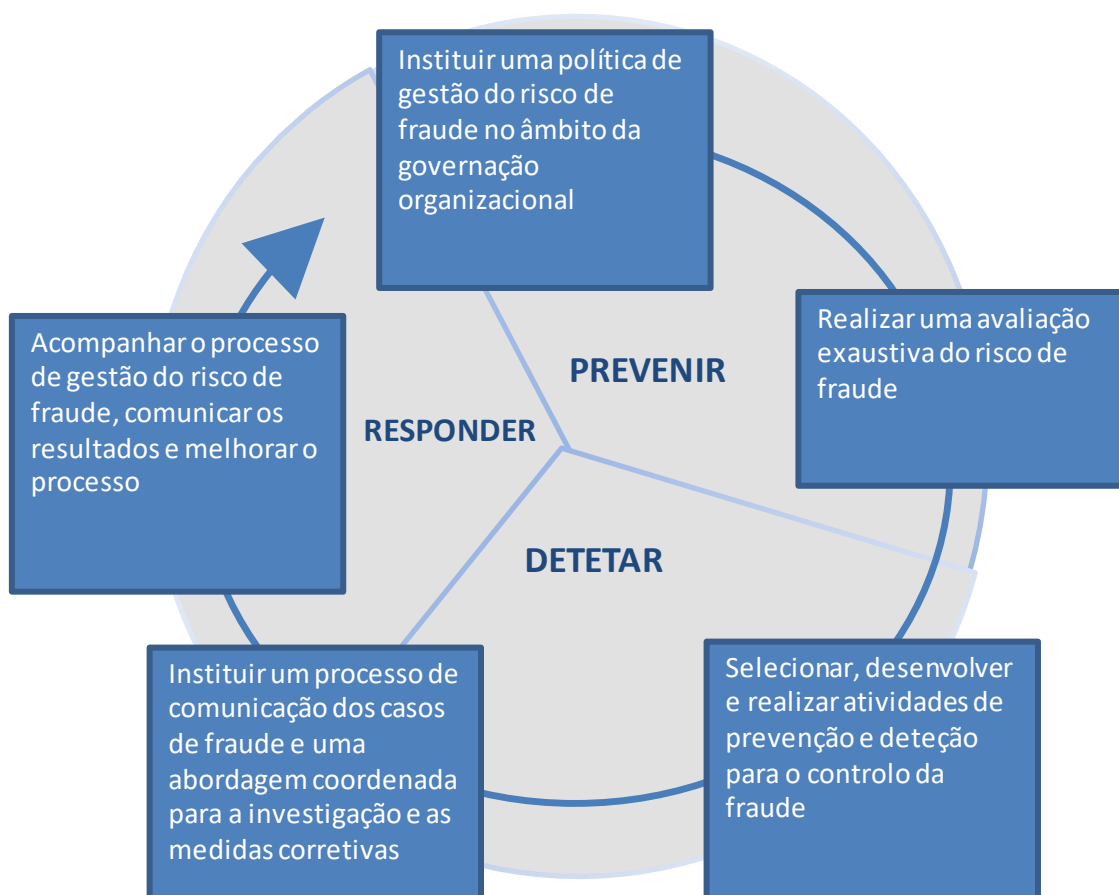 Instituir uma política de
gestão do risco de
fraude no âmbito da
governação
organizacional
PREVENIR
Realizar uma avaliação
exaustiva do risco de
fraude
Acompanhar o processo
de gestão do risco de
fraude, comunicar os
resultados e melhorar o
processo
RESPONDER
DETETAR
Instituir um processo de
comunicação dos casos
de fraude e uma
abordagem coordenada
para a investigação e as
medidas corretivas
Selecionar, desenvolver
e realizar atividades de
prevenção e deteção
para o controlo da
fraude